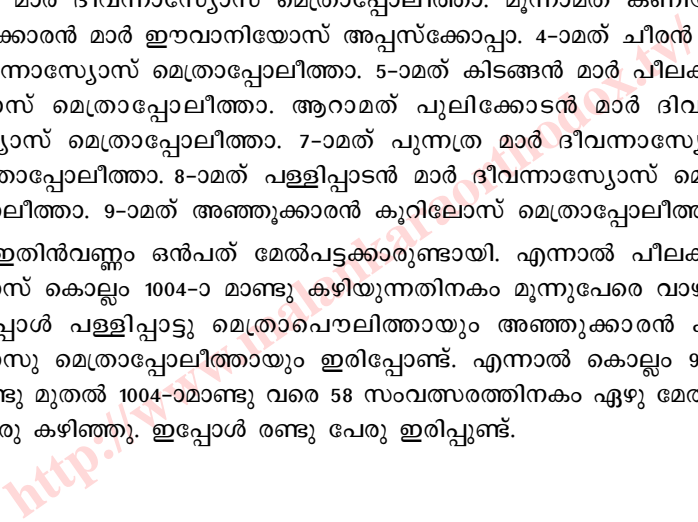 മാർ ദീവന്നാസ്യോസ് മെത്രാപ്പോലീത്താ. മൂന്നാമത്
ക്കാരൻ മാർ ഈവാനിയോസ് അപ്പസ്ക്കോപ്പാ. 4-ാമത് ചീരൻ
ന്നാസ്യോസ് മെത്രാപ്പോലീത്താ. 5-ാമത് കിടങ്ങൻ മാർ പീലക
ാസ് മെത്രാപ്പോലീത്താ. ആറാമത് പുലിക്കോടൻ മാർ ദിവ
്യാസ് മെത്രാപ്പോലീത്താ. 7-ാമത് പുന്നത്ര മാർ ദീവന്നാസ്യേ
്രാപ്പോലീത്താ. 8-ാമത് പള്ളിപ്പാടൻ മാർ ദീവന്നാസ്യോസ് മെ
ാലീത്താ. 9-ാമത് അഞ്ഞൂക്കാരൻ കൂറിലോസ് മെത്രാപ്പോലീത്ത
ഇതിൻവണ്ണം ഒൻപത് മേൽപട്ടക്കാരുണ്ടായി. എന്നാൽ പീലക
ാസ് കൊല്ലം 1004-ാ മാണ്ടു കഴിയുന്നതിനകം മൂന്നുപേരെ വാഴ
പ്പോൾ പള്ളിപ്പാട്ടു മെത്രാപൌലിത്തായും അഞ്ഞുക്കാരൻ
ാസു മെത്രാപ്പോലീത്തായും ഇരിപ്പോണ്ട്. എന്നാൽ കൊല്ലം 9
ണ്ടു മുതൽ 1004-ാമാണ്ടു വരെ 58 സംവത്സരത്തിനകം ഏഴു മേൽ
രു കഴിഞ്ഞു. ഇപ്പോൾ രണ്ടു പേരു ഇരിപ്പുണ്ട്.
http://www.malankaraorthodox.tv/